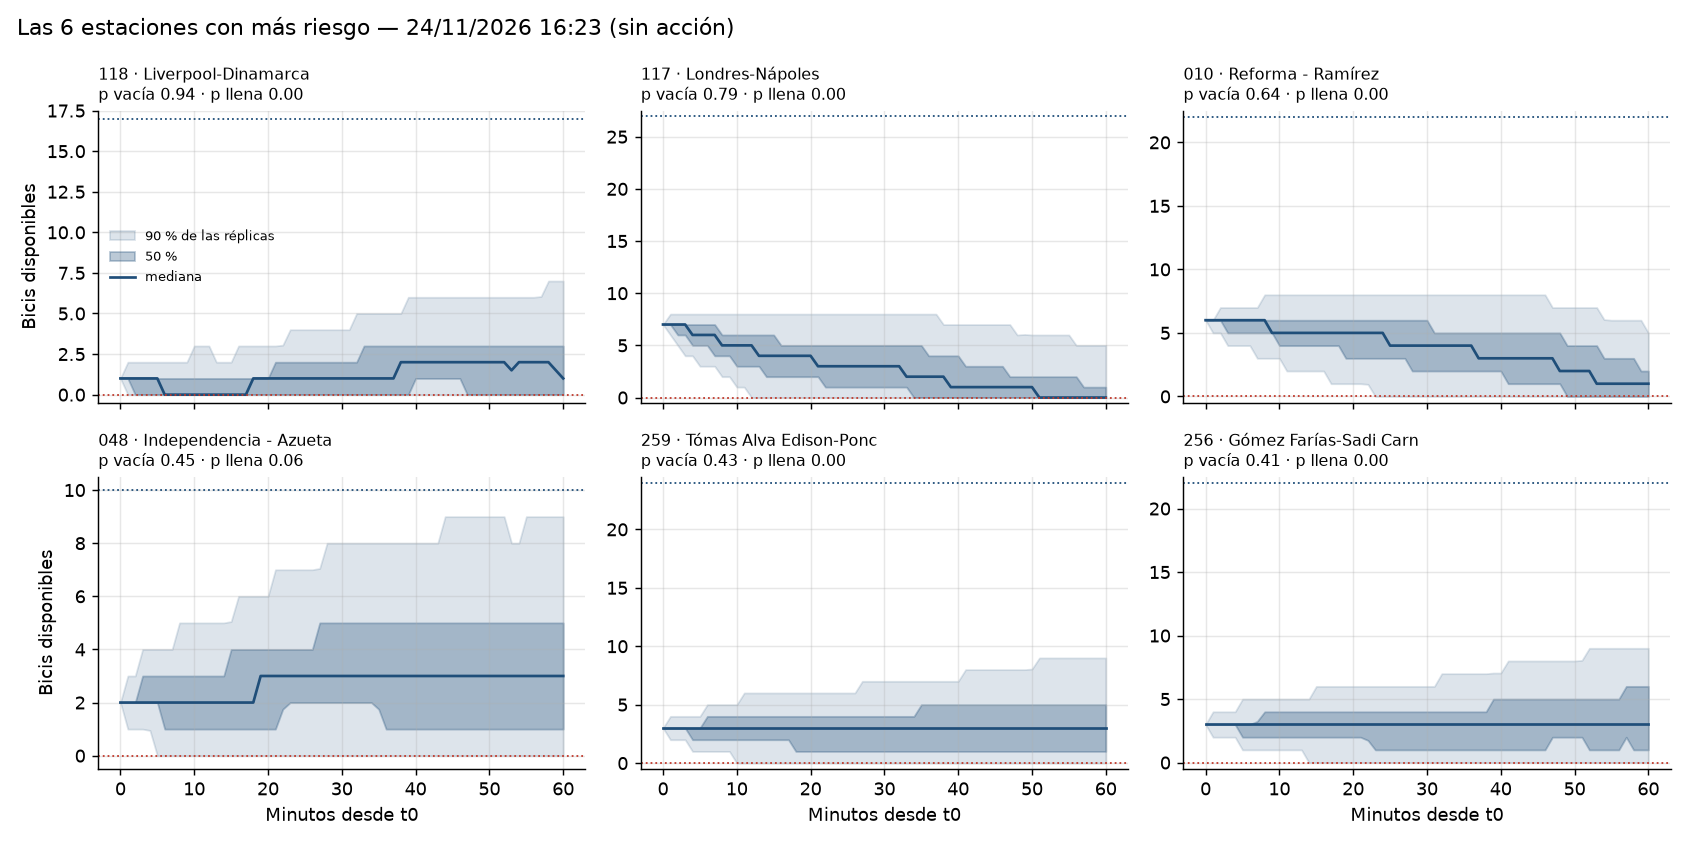 Las 6 estaciones con más riesgo — 24/11/2026 16:23 (sin acción)
118 · Liverpool-Dinamarca
p vacía 0.94 · p llena 0.00
17.5
15.0
12.5
10.0
7.5
5.0
2.5
0.0
Bicis disponibles
90 % de las réplicas
50 %
mediana
117 · Londres-Nápoles
p vacía 0.79 · p llena 0.00
25
20
15
10
5
0
010 · Reforma - Ramírez
p vacía 0.64 · p llena 0.00
20
15
10
5
0
048 · Independencia - Azueta
p vacía 0.45 · p llena 0.06
10
8
6
4
2
0
Bicis disponibles
0 10 20 30 40 50 60
Minutos desde t0
259 · Tómas Alva Edison-Ponc
p vacía 0.43 · p llena 0.00
20
15
10
5
0
0 10 20 30 40 50 60
Minutos desde t0
256 · Gómez Farías-Sadi Carn
p vacía 0.41 · p llena 0.00
20
15
10
5
0
0 10 20 30 40 50 60
Minutos desde t0